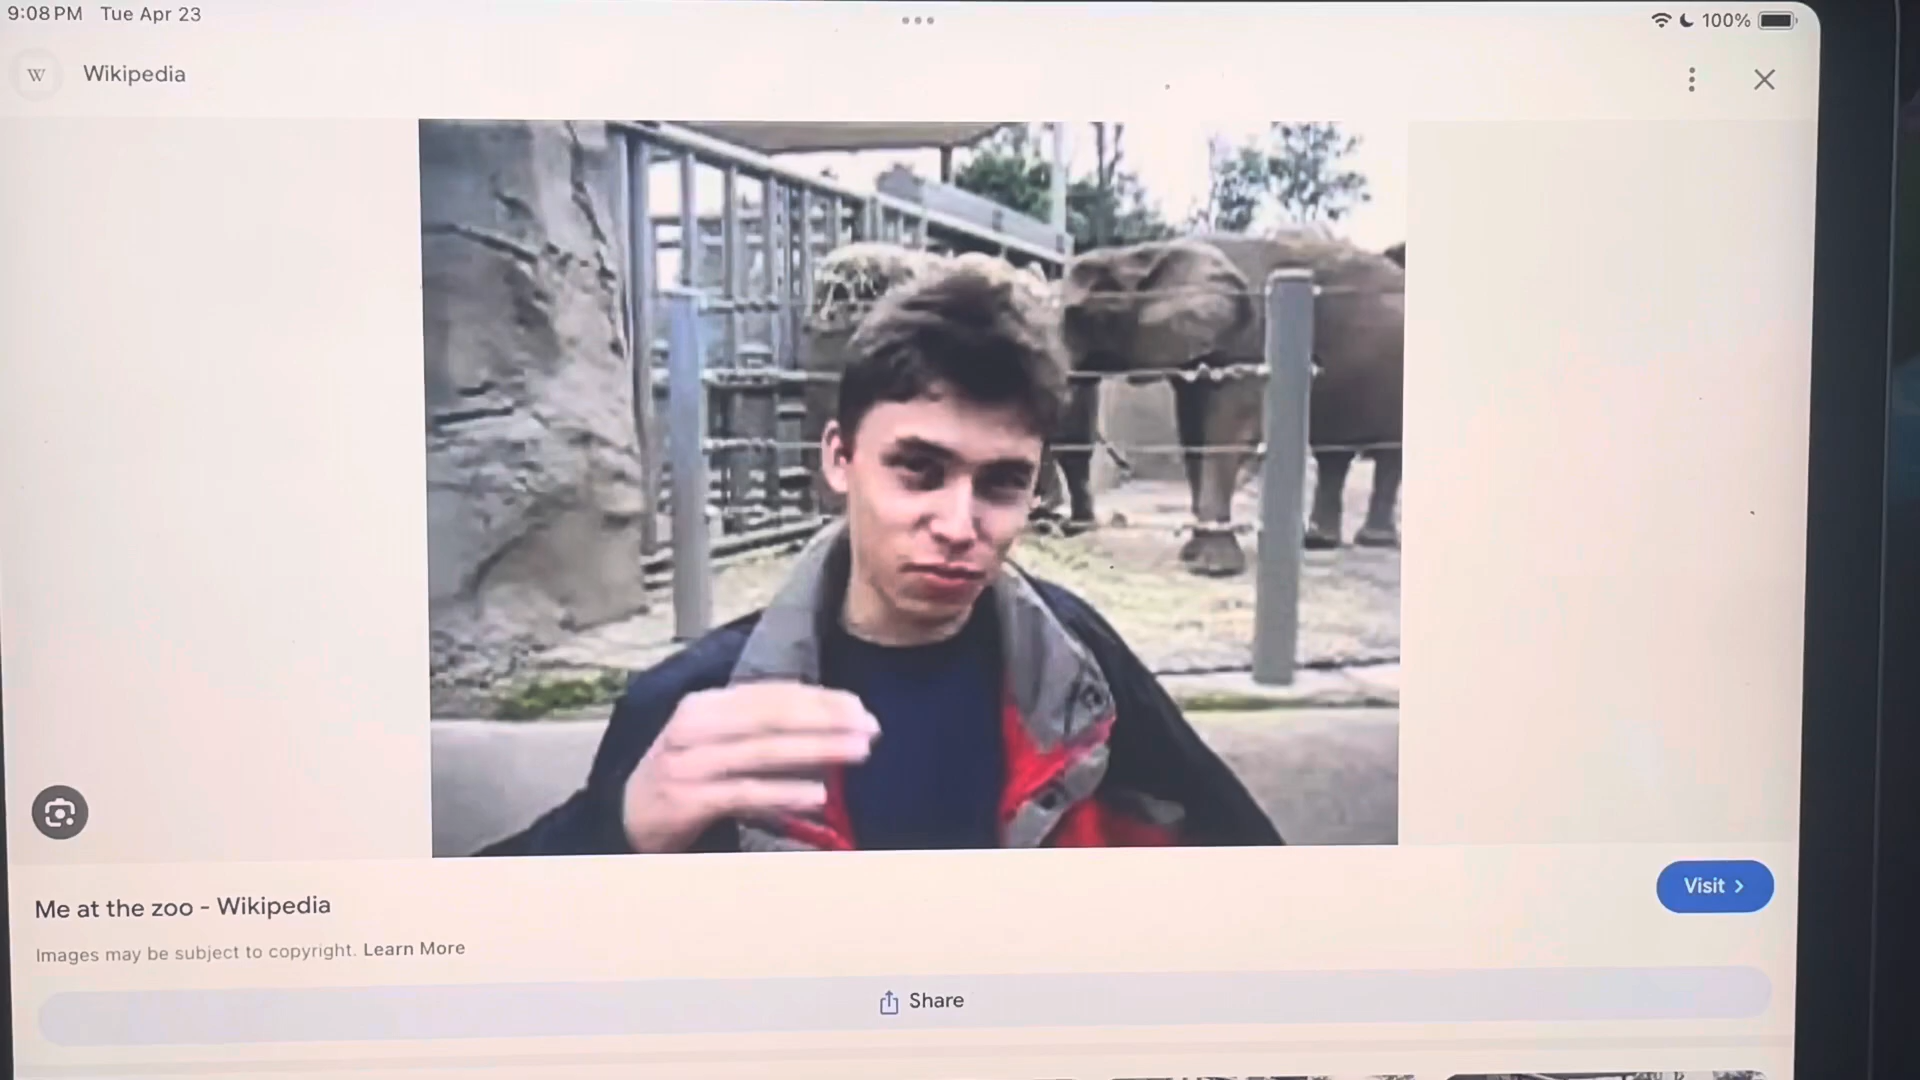 9:08 PM Tue Apr 23
100%
W
Wikipedia
Me at the zoo - Wikipedia
Visit
Images may be subject to copyright. Learn More
Share